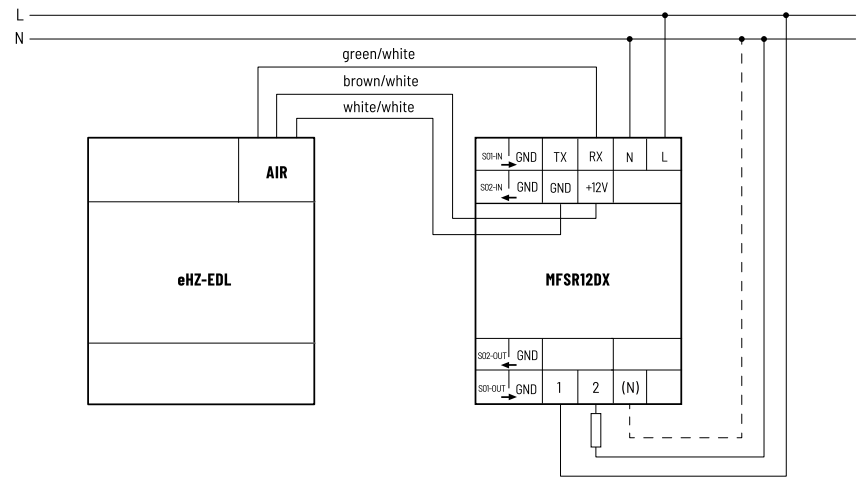 L
N
green/white
brown/white
white/white
AIR
eHZ-EDL
S01-IN GND TX RX N L
S02-IN GND GND +12V
MFSR12DX
S02-OUT GND
S01-OUT GND 1 2 (N)